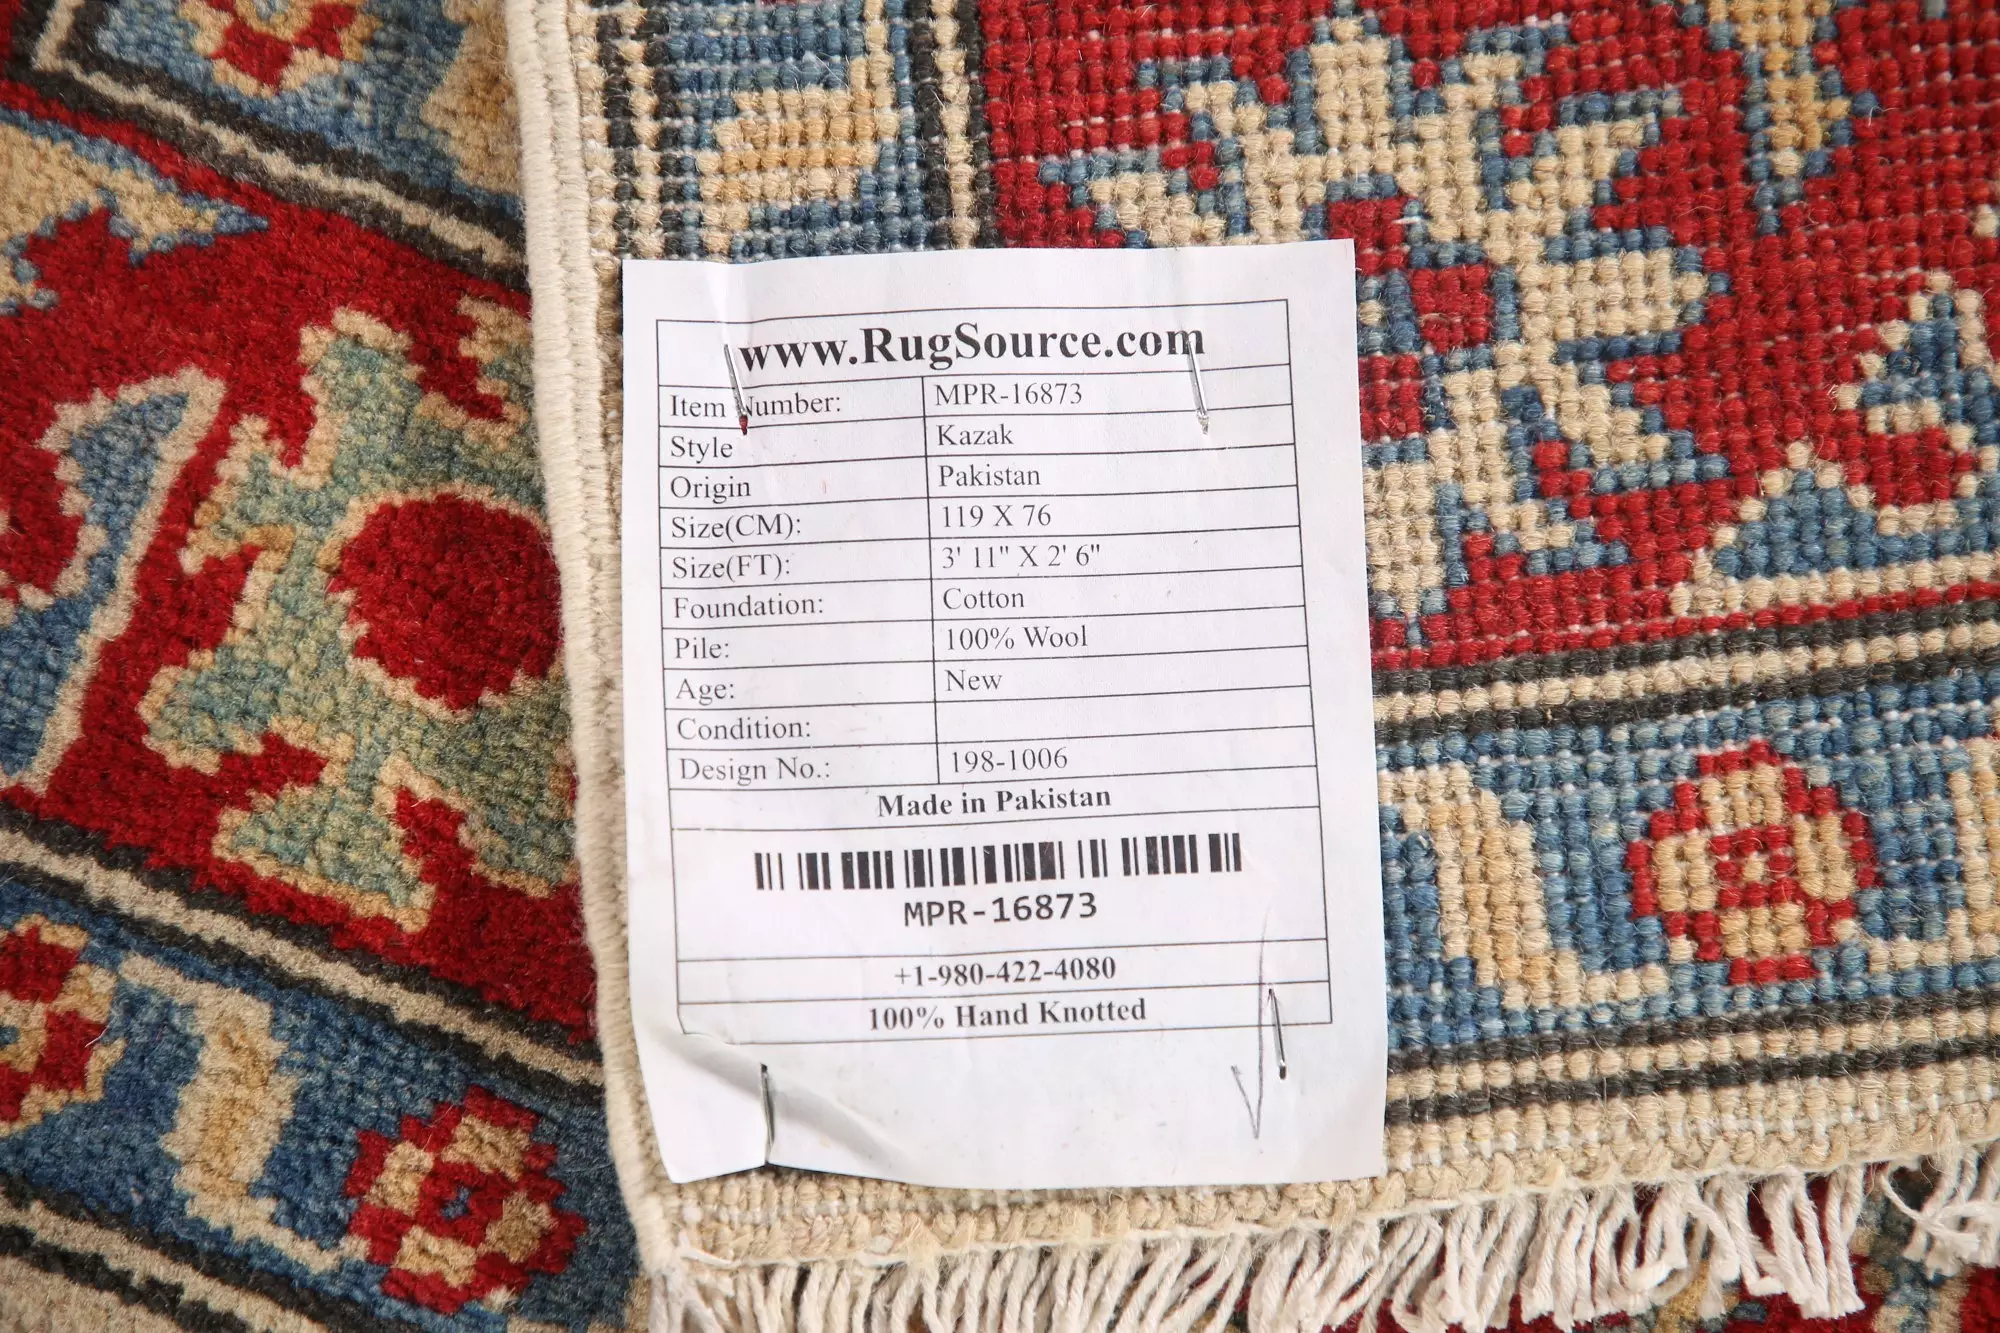 www.RugSource.com
Item Number: MPR-16873
Style Kazak
Origin Pakistan
Size(CM): 119 X 76
Size(FT): 3' 11" X 2' 6"
Foundation: Cotton
Pile: 100% Wool
Age: New
Condition:
Design No.: 198-1006
Made in Pakistan
MPR-16873
+1-980-422-4080
100% Hand Knotted